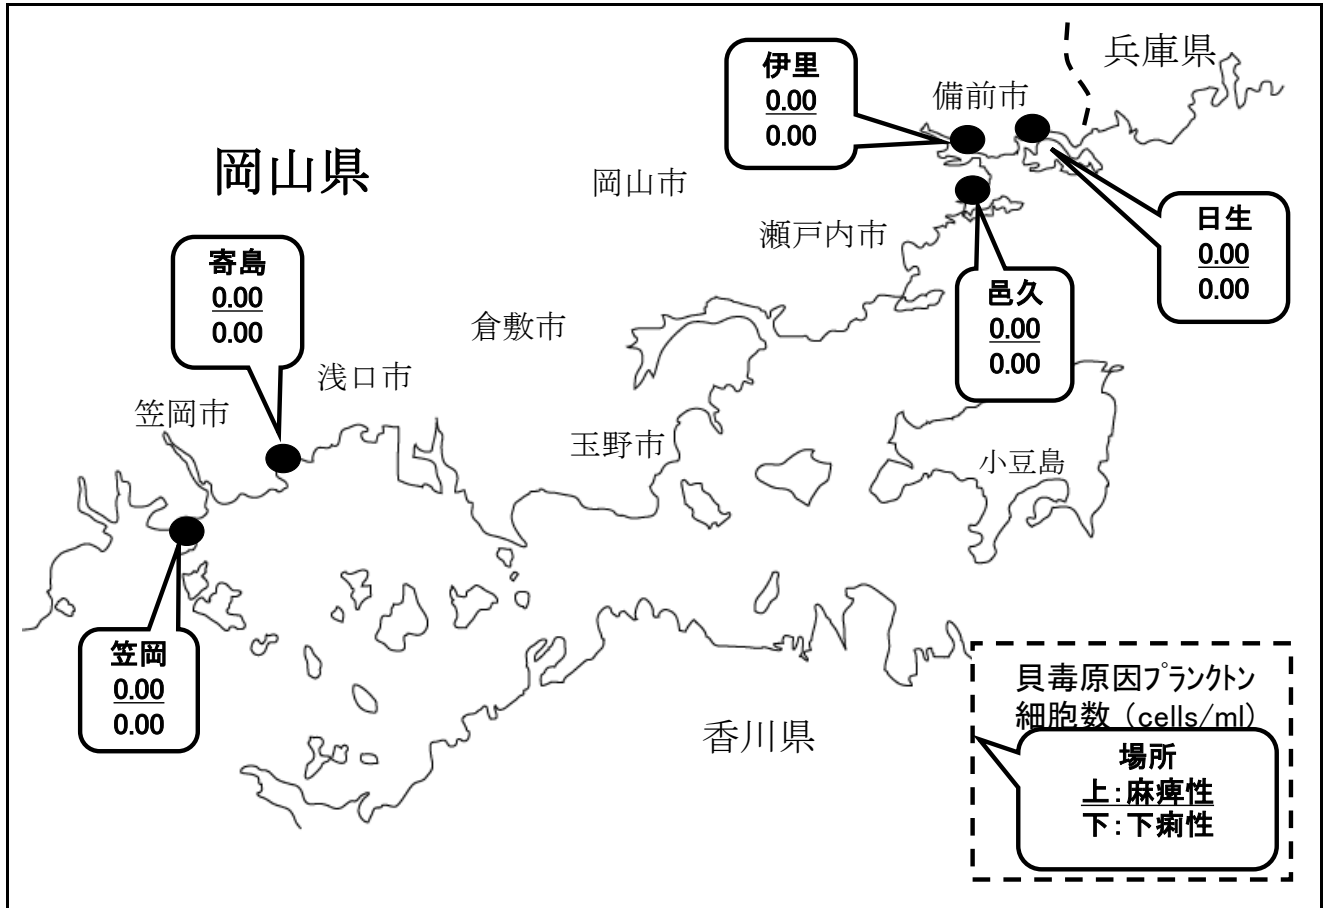 兵庫県
伊里
0.00
0.00
備前市
岡山県
岡山市
日生
0.00
0.00
瀬戸内市
寄島
0.00
0.00
邑久
0.00
0.00
倉敷市
浅口市
笠岡市
玉野市
小豆島
笠岡
0.00
0.00
香川県
貝毒原因プランクトン
細胞数 (cells/ml)
場所
上:麻痺性
下:下痢性